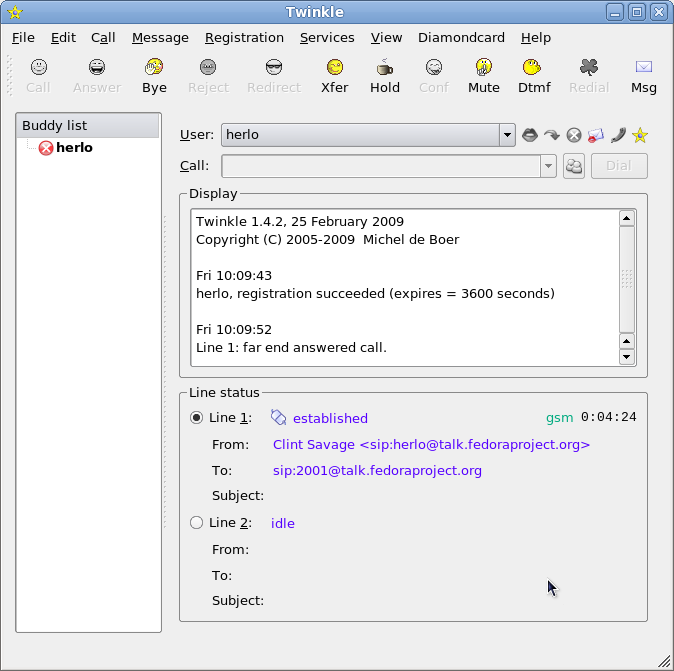 Twinkle
File Edit Call Message Registration Services View Diamondcard Help
Call Answer Bye Reject Redirect Xfer Hold Conf Mute Dtmf Redial Msg
Buddy list
herlo
User: herlo
Call: Dial
Display
Twinkle 1.4.2, 25 February 2009
Copyright (C) 2005-2009 Michel de Boer
Fri 10:09:43
herlo, registration succeeded (expires = 3600 seconds)
Fri 10:09:52
Line 1: far end answered call.
Line status
Line 1: established gsm 0:04:24
From: Clint Savage <sip:herlo@talk.fedoraproject.org>
To: sip:2001@talk.fedoraproject.org
Subject:
Line 2: idle
From:
To:
Subject: